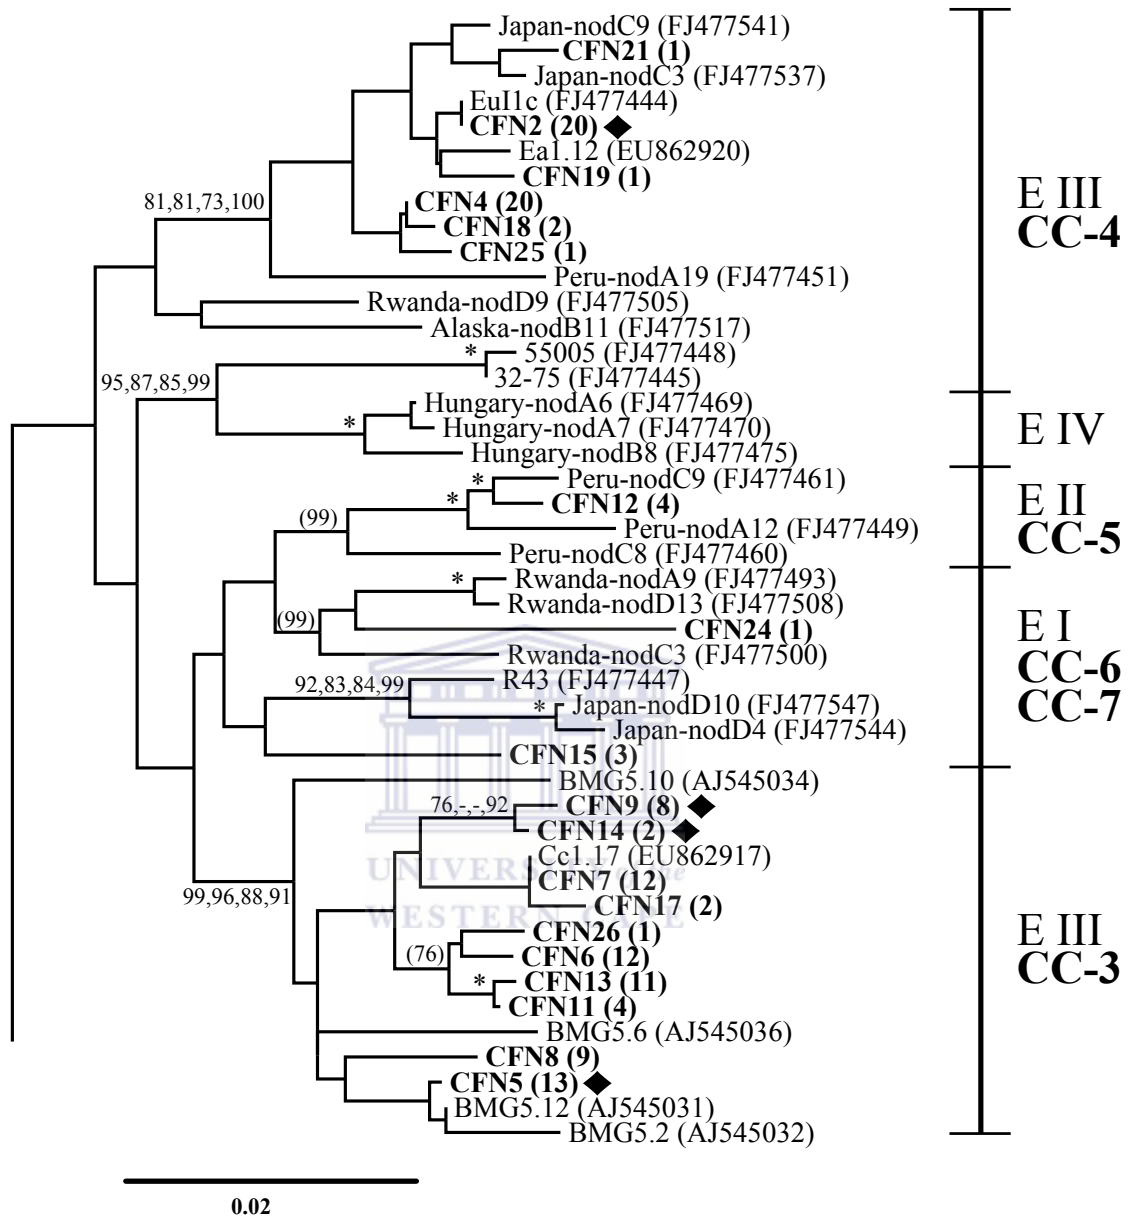 Japan-nodC9 (FJ477541)
CFN21 (1)
Japan-nodC3 (FJ477537)
EuI1c (FJ477444)
CFN2 (20) ◆
Ea1.12 (EU862920)
CFN19 (1)
81,81,73,100
CFN4 (20)
CFN18 (2)
CFN25 (1)
Peru-nodA19 (FJ477451)
Rwanda-nodD9 (FJ477505)
Alaska-nodB11 (FJ477517)
* 55005 (FJ477448)
32-75 (FJ477445)
E III
CC-4
95,87,85,99
Hungary-nodA6 (FJ477469)
* Hungary-nodA7 (FJ477470)
Hungary-nodB8 (FJ477475)
E IV
* Peru-nodC9 (FJ477461)
* CFN12 (4)
(99)
Peru-nodA12 (FJ477449)
Peru-nodC8 (FJ477460)
E II
CC-5
* Rwanda-nodA9 (FJ477493)
Rwanda-nodD13 (FJ477508)
(99)
CFN24 (1)
Rwanda-nodC3 (FJ477500)
92,83,84,99
R43 (FJ477447)
* Japan-nodD10 (FJ477547)
Japan-nodD4 (FJ477544)
CFN15 (3)
E I
CC-6
CC-7
BMG5.10 (AJ545034)
76,-,-,92
CFN9 (8) ◆
CFN14 (2) ◆
Cc1.17 (EU862917)
CFN7 (12)
CFN17 (2)
99,96,88,91
CFN26 (1)
(76)
CFN6 (12)
* CFN13 (11)
CFN11 (4)
BMG5.6 (AJ545036)
CFN8 (9)
CFN5 (13) ◆
BMG5.12 (AJ545031)
BMG5.2 (AJ545032)
E III
CC-3
UNIVERSITY of the
WESTERN CAPE
0.02